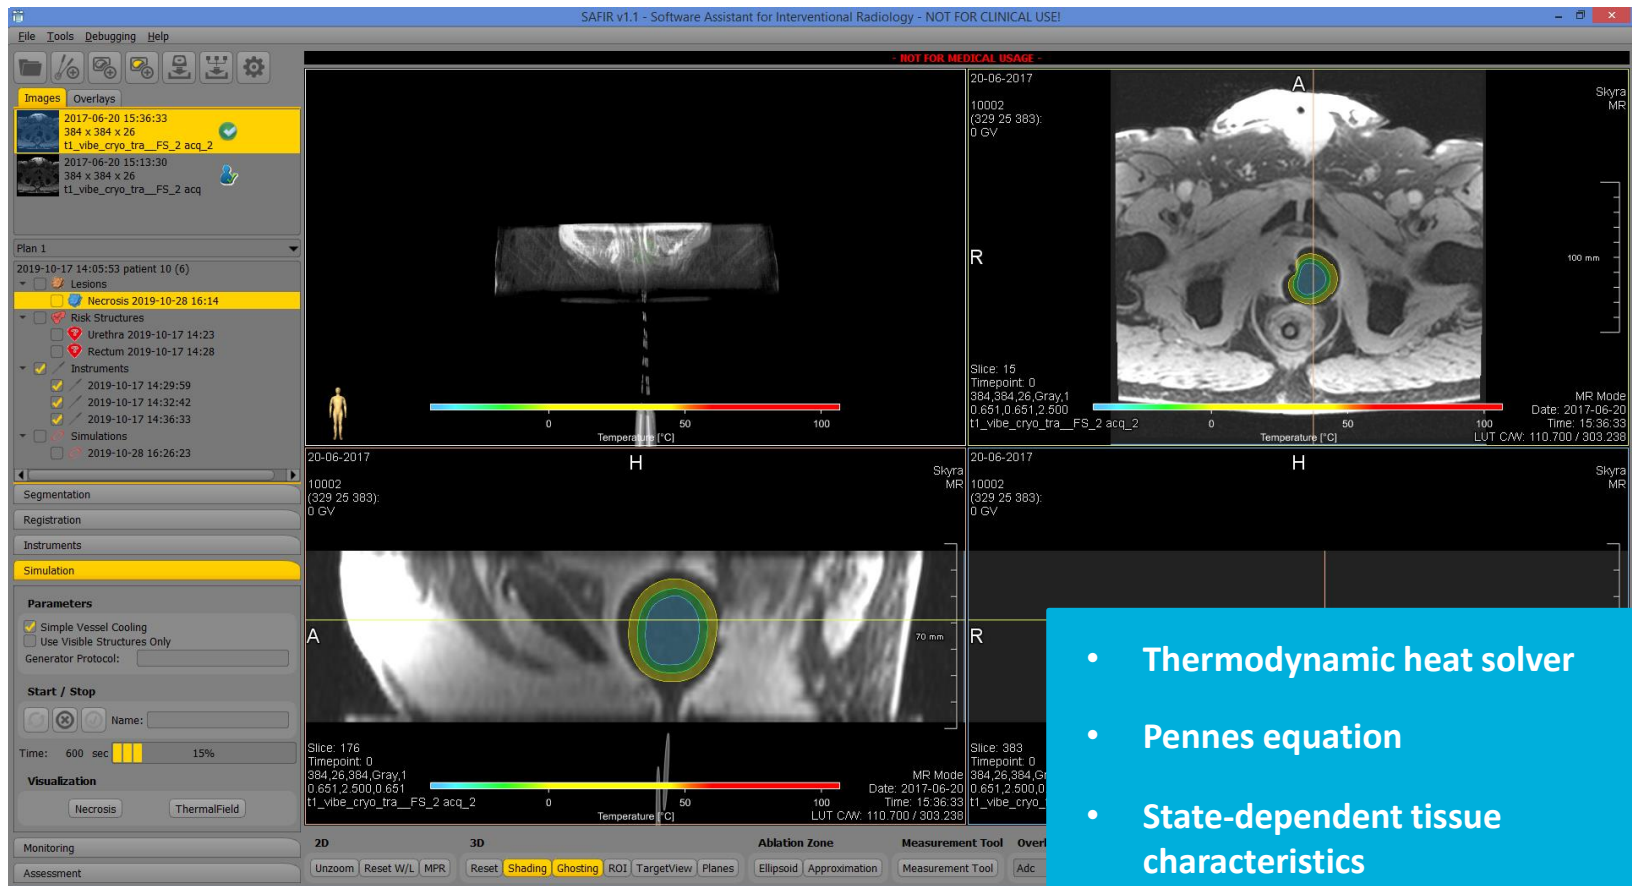 SAFIR v1.1 - Software Assistant for Interventional Radiology - NOT FOR CLINICAL USE!
File Tools Debugging Help
- NOT FOR MEDICAL USAGE -
Images Overlays
2017-06-20 15:36:33
384 x 384 x 26
t1_vibe_cryo_tra__FS_2 acq_2
2017-06-20 15:13:30
384 x 384 x 26
t1_vibe_cryo_tra__FS_2 acq
Plan 1
2019-10-17 14:05:53 patient 10 (6)
Lesions
Necrosis 2019-10-28 16:14
Risk Structures
Urethra 2019-10-17 14:23
Rectum 2019-10-17 14:28
Instruments
2019-10-17 14:29:59
2019-10-17 14:32:42
2019-10-17 14:36:33
Simulations
2019-10-28 16:26:23
Segmentation
Registration
Instruments
Simulation
Parameters
Simple Vessel Cooling
Use Visible Structures Only
Generator Protocol:
Start / Stop
Name:
Time: 600 sec 15%
Visualization
Necrosis ThermalField
Monitoring
Assessment
0 50 100
Temperature [°C]
20-06-2017
10002
(329 25 383):
0 GV
A
Skyra
MR
R
100 mm
Slice: 15
Timepoint: 0
384,384,26,Gray,1
0.651,0.651,2.500
t1_vibe_cryo_tra__FS_2 acq_2
0 50 100
Temperature [°C]
MR Mode
Date: 2017-06-20
Time: 15:36:33
LUT C/W: 110.700 / 303.238
20-06-2017
10002
(329 25 383):
0 GV
H
Skyra
MR
A
70 mm
Slice: 176
Timepoint: 0
384,26,384,Gray,1
0.651,2.500,0.651
t1_vibe_cryo_tra__FS_2 acq_2
0 50 100
Temperature [°C]
MR Mode
Date: 2017-06-20
Time: 15:36:33
LUT C/W: 110.700 / 303.238
20-06-2017
10002
(329 25 383):
0 GV
H
Skyra
MR
R
Slice: 383
Timepoint: 0
384,26,384,Gr
0.651,2.500,0
t1_vibe_cryo_
• Thermodynamic heat solver
• Pennes equation
• State-dependent tissue
characteristics
2D 3D Ablation Zone Measurement Tool Overl
Unzoom Reset W/L MPR Reset Shading Ghosting ROI TargetView Planes Ellipsoid Approximation Measurement Tool Adc